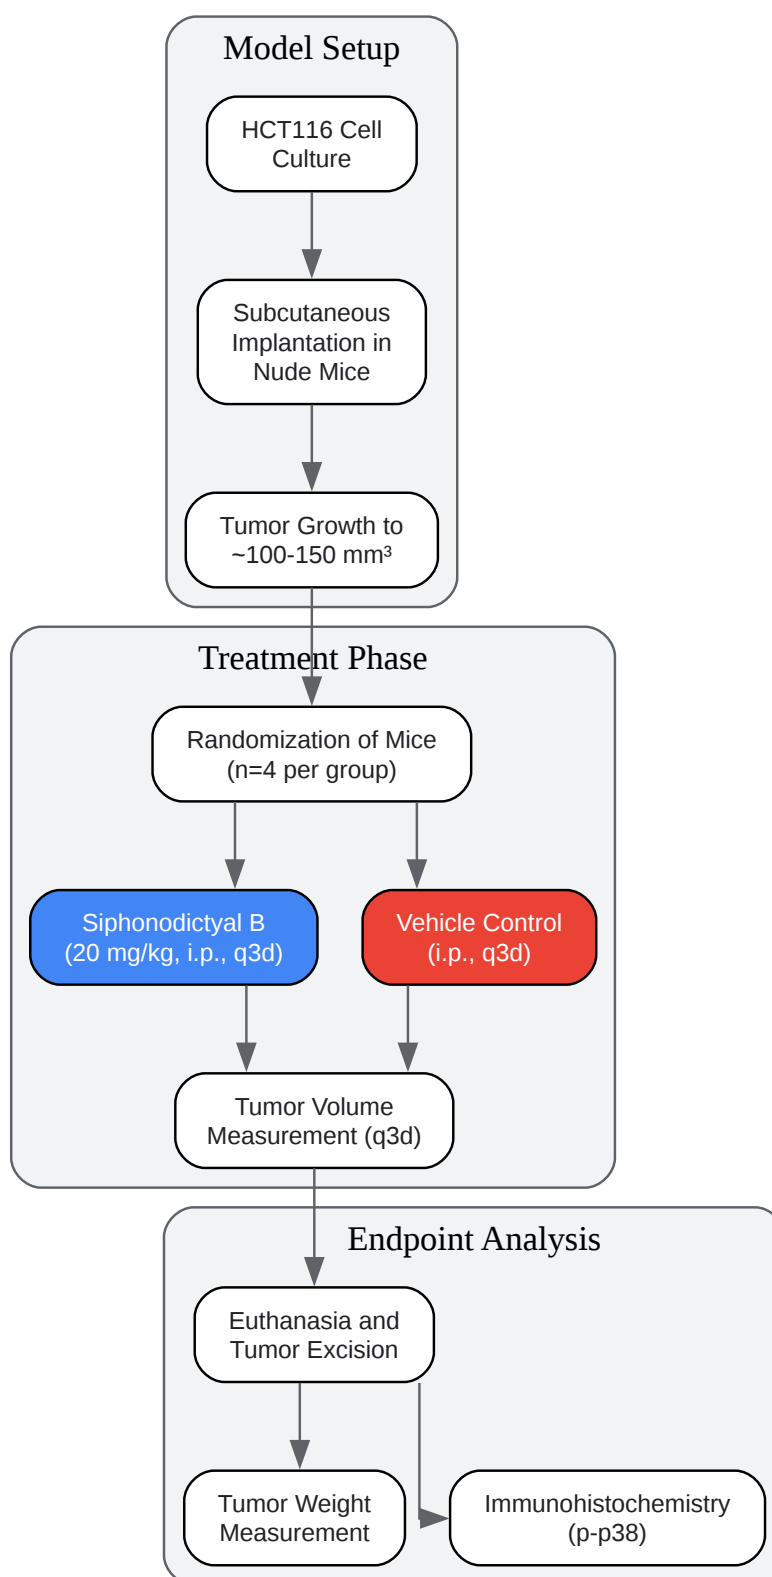 Model Setup
HCT116 Cell
Culture
Subcutaneous
Implantation in
Nude Mice
Tumor Growth to
~100-150 mm³
Treatment Phase
Randomization of Mice
(n=4 per group)
Siphonodictyal B
(20 mg/kg, i.p., q3d)
Vehicle Control
(i.p., q3d)
Tumor Volume
Measurement (q3d)
Endpoint Analysis
Euthanasia and
Tumor Excision
Tumor Weight
Measurement
Immunohistochemistry
(p-p38)